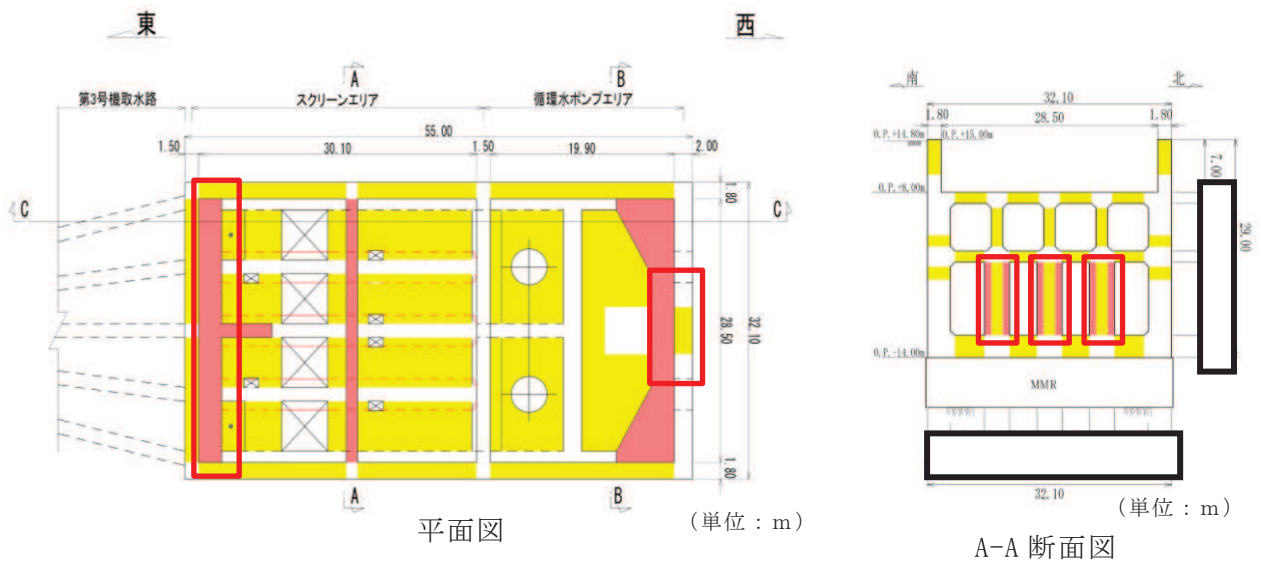 東
西
A
B
第3号機取水路
スクリーンエリア
循環水ポンプエリア
55.00
1.50
30.10
1.50
19.90
2.00
1.80
C
C
28.50
32.10
1.80
A
B
平面図
(単位：m)
南
北
32.10
1.80
28.50
1.80
O.P.+14.80m
O.P.+15.00m
7.00
O.P.+8.00m
29.00
O.P.-14.00m
MMR
32.10
(単位：m)
A-A 断面図